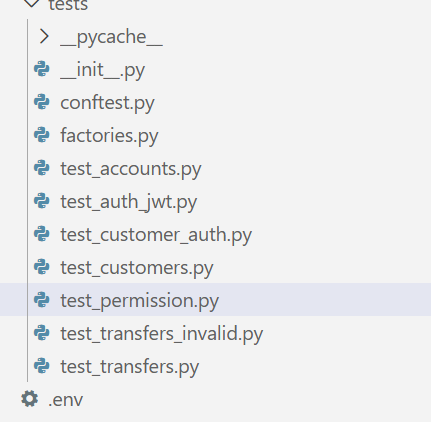 tests
__pycache__
__init__.py
conftest.py
factories.py
test_accounts.py
test_auth_jwt.py
test_customer_auth.py
test_customers.py
test_permission.py
test_transfers_invalid.py
test_transfers.py
.env